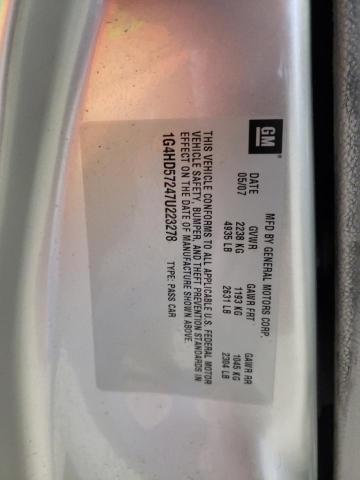 GM
MFD BY GENERAL MOTORS CORP.
DATE GVWR GAWR FRT GAWR RR
05/07 2238 KG 1193 KG 1045 KG
4935 LB 2631 LB 2304 LB
THIS VEHICLE CONFORMS TO ALL APPLICABLE U.S. FEDERAL MOTOR
VEHICLE SAFETY, BUMPER, AND THEFT PREVENTION STANDARDS IN
EFFECT ON THE DATE OF MANUFACTURE SHOWN ABOVE.
1G4HD57247U223278 TYPE: PASS CAR